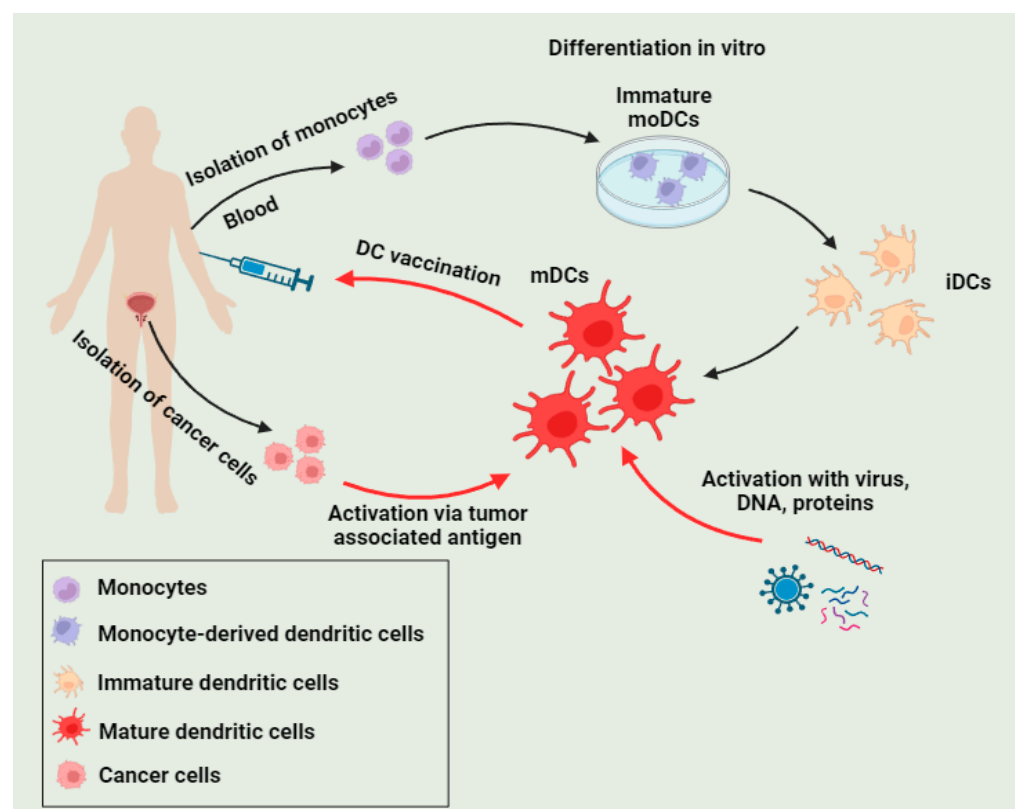 Differentiation in vitro
Immature
moDCs
Isolation of monocytes
Blood
DC vaccination
mDCs
iDCs
Isolation of cancer cells
Activation via tumor
associated antigen
Activation with virus,
DNA, proteins
Monocytes
Monocyte-derived dendritic cells
Immature dendritic cells
Mature dendritic cells
Cancer cells